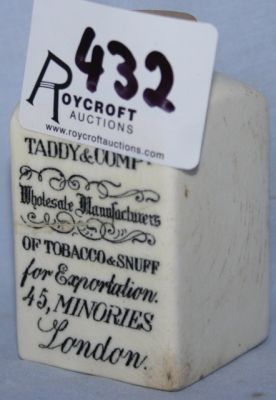 432
ROYCROFT
AUCTIONS
www.roycroftauctions.com
TADDY & COMP
Wholesale Manufacturers
OF TOBACCO & SNUFF
for Exportation.
45, MINORIES
London.